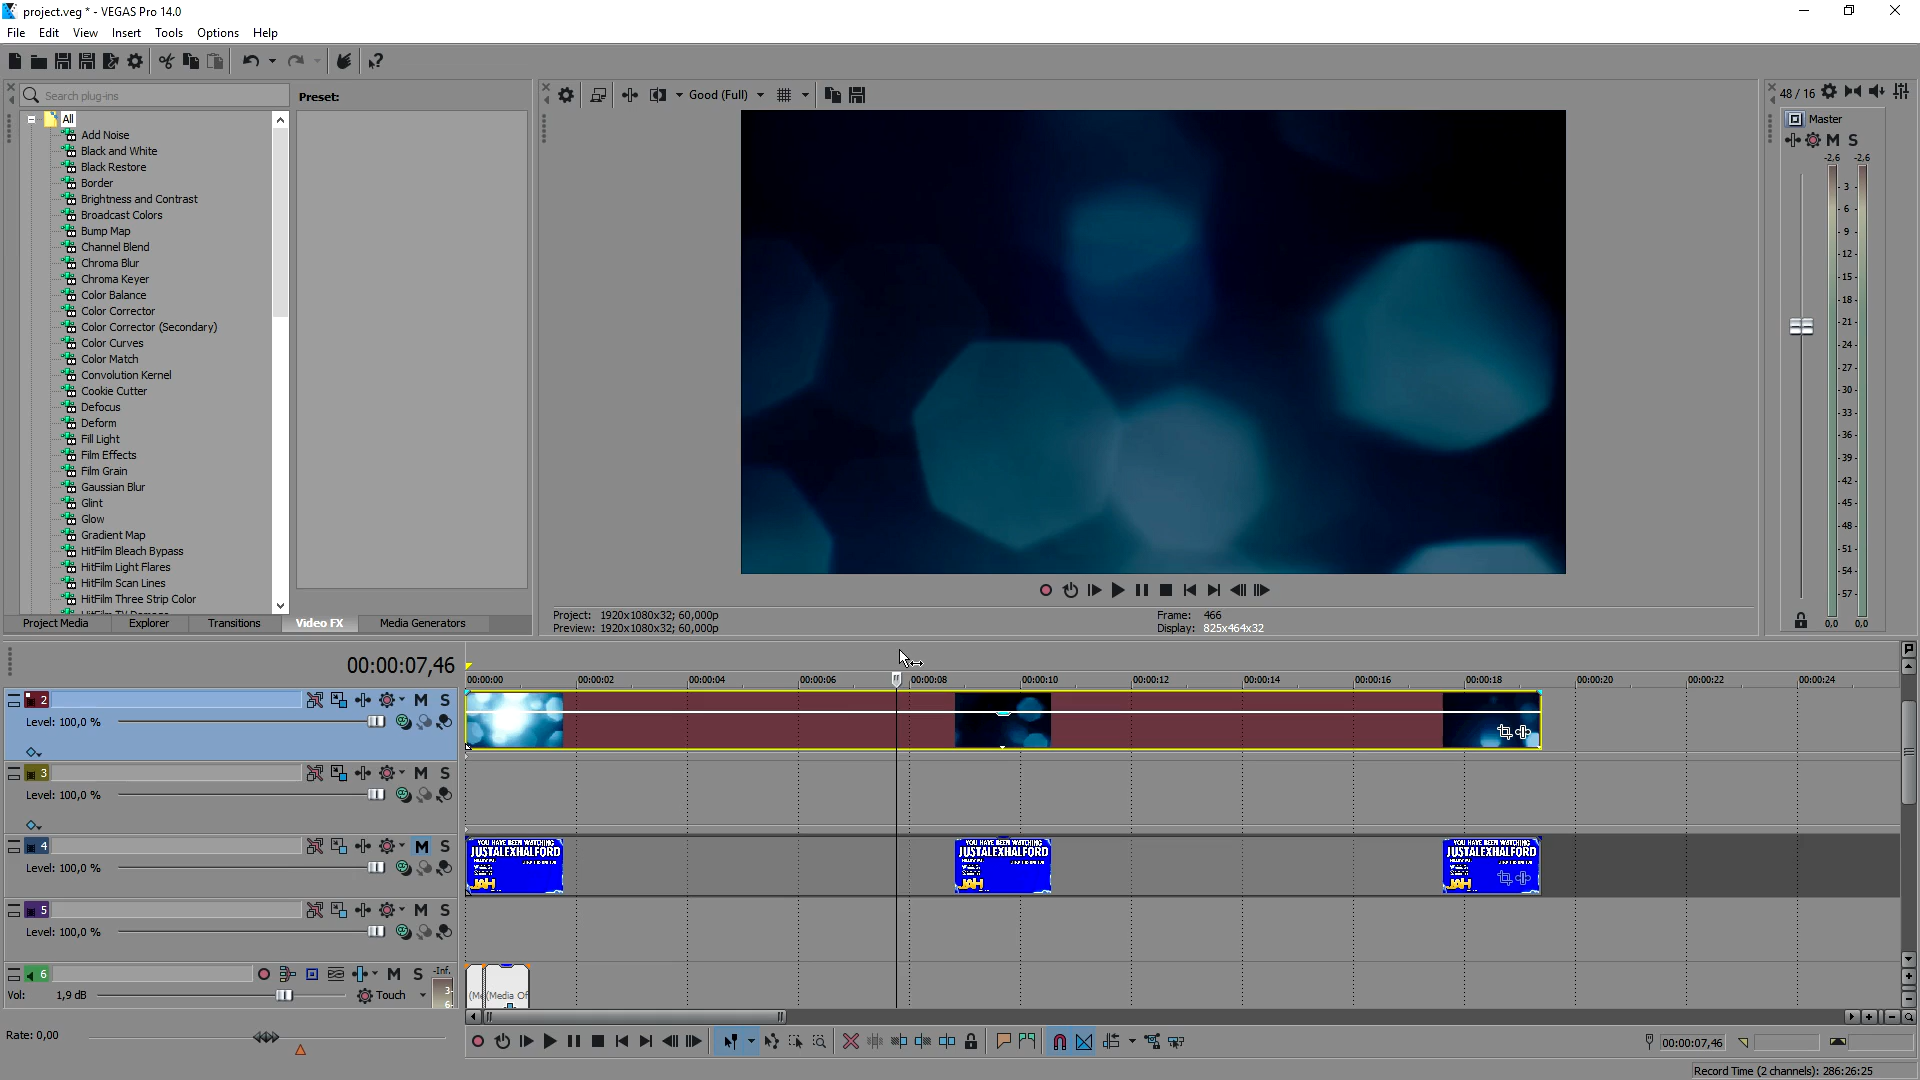 project.veg * - VEGAS Pro 14.0
File Edit View Insert Tools Options Help
Search plug-ins
Preset:
All
Add Noise
Black and White
Black Restore
Border
Brightness and Contrast
Broadcast Colors
Bump Map
Channel Blend
Chroma Blur
Chroma Keyer
Color Balance
Color Corrector
Color Corrector (Secondary)
Color Curves
Color Match
Convolution Kernel
Cookie Cutter
Defocus
Deform
Fill Light
Film Effects
Film Grain
Gaussian Blur
Glint
Glow
Gradient Map
HitFilm Bleach Bypass
HitFilm Light Flares
HitFilm Scan Lines
HitFilm Three Strip Color
Project Media Explorer Transitions Video FX Media Generators
Good (Full)
Project: 1920x1080x32; 60,000p
Preview: 1920x1080x32; 60,000p
Frame: 466
Display: 825x464x32
48 / 16
Master
M S
-2,6 -2,6
3
6
9
12
15
18
21
24
27
30
33
36
39
42
45
48
51
54
57
0,0 0,0
00:00:07,46
00:00:00 00:00:02 00:00:04 00:00:06 00:00:08 00:00:10 00:00:12 00:00:14 00:00:16 00:00:18 00:00:20 00:00:22 00:00:24
2 M S
Level: 100,0 %
3 M S
Level: 100,0 %
4 M S
Level: 100,0 %
YOU HAVE BEEN WATCHING
JUSTALEXHALFORD
JAH
YOU HAVE BEEN WATCHING
JUSTALEXHALFORD
JAH
YOU HAVE BEEN WATCHING
JUSTALEXHALFORD
JAH
5 M S
Level: 100,0 %
6 M S -Inf.
Vol: 1,9 dB Touch
3
6
(Media Of
Rate: 0,00
00:00:07,46
Record Time (2 channels): 286:26:25